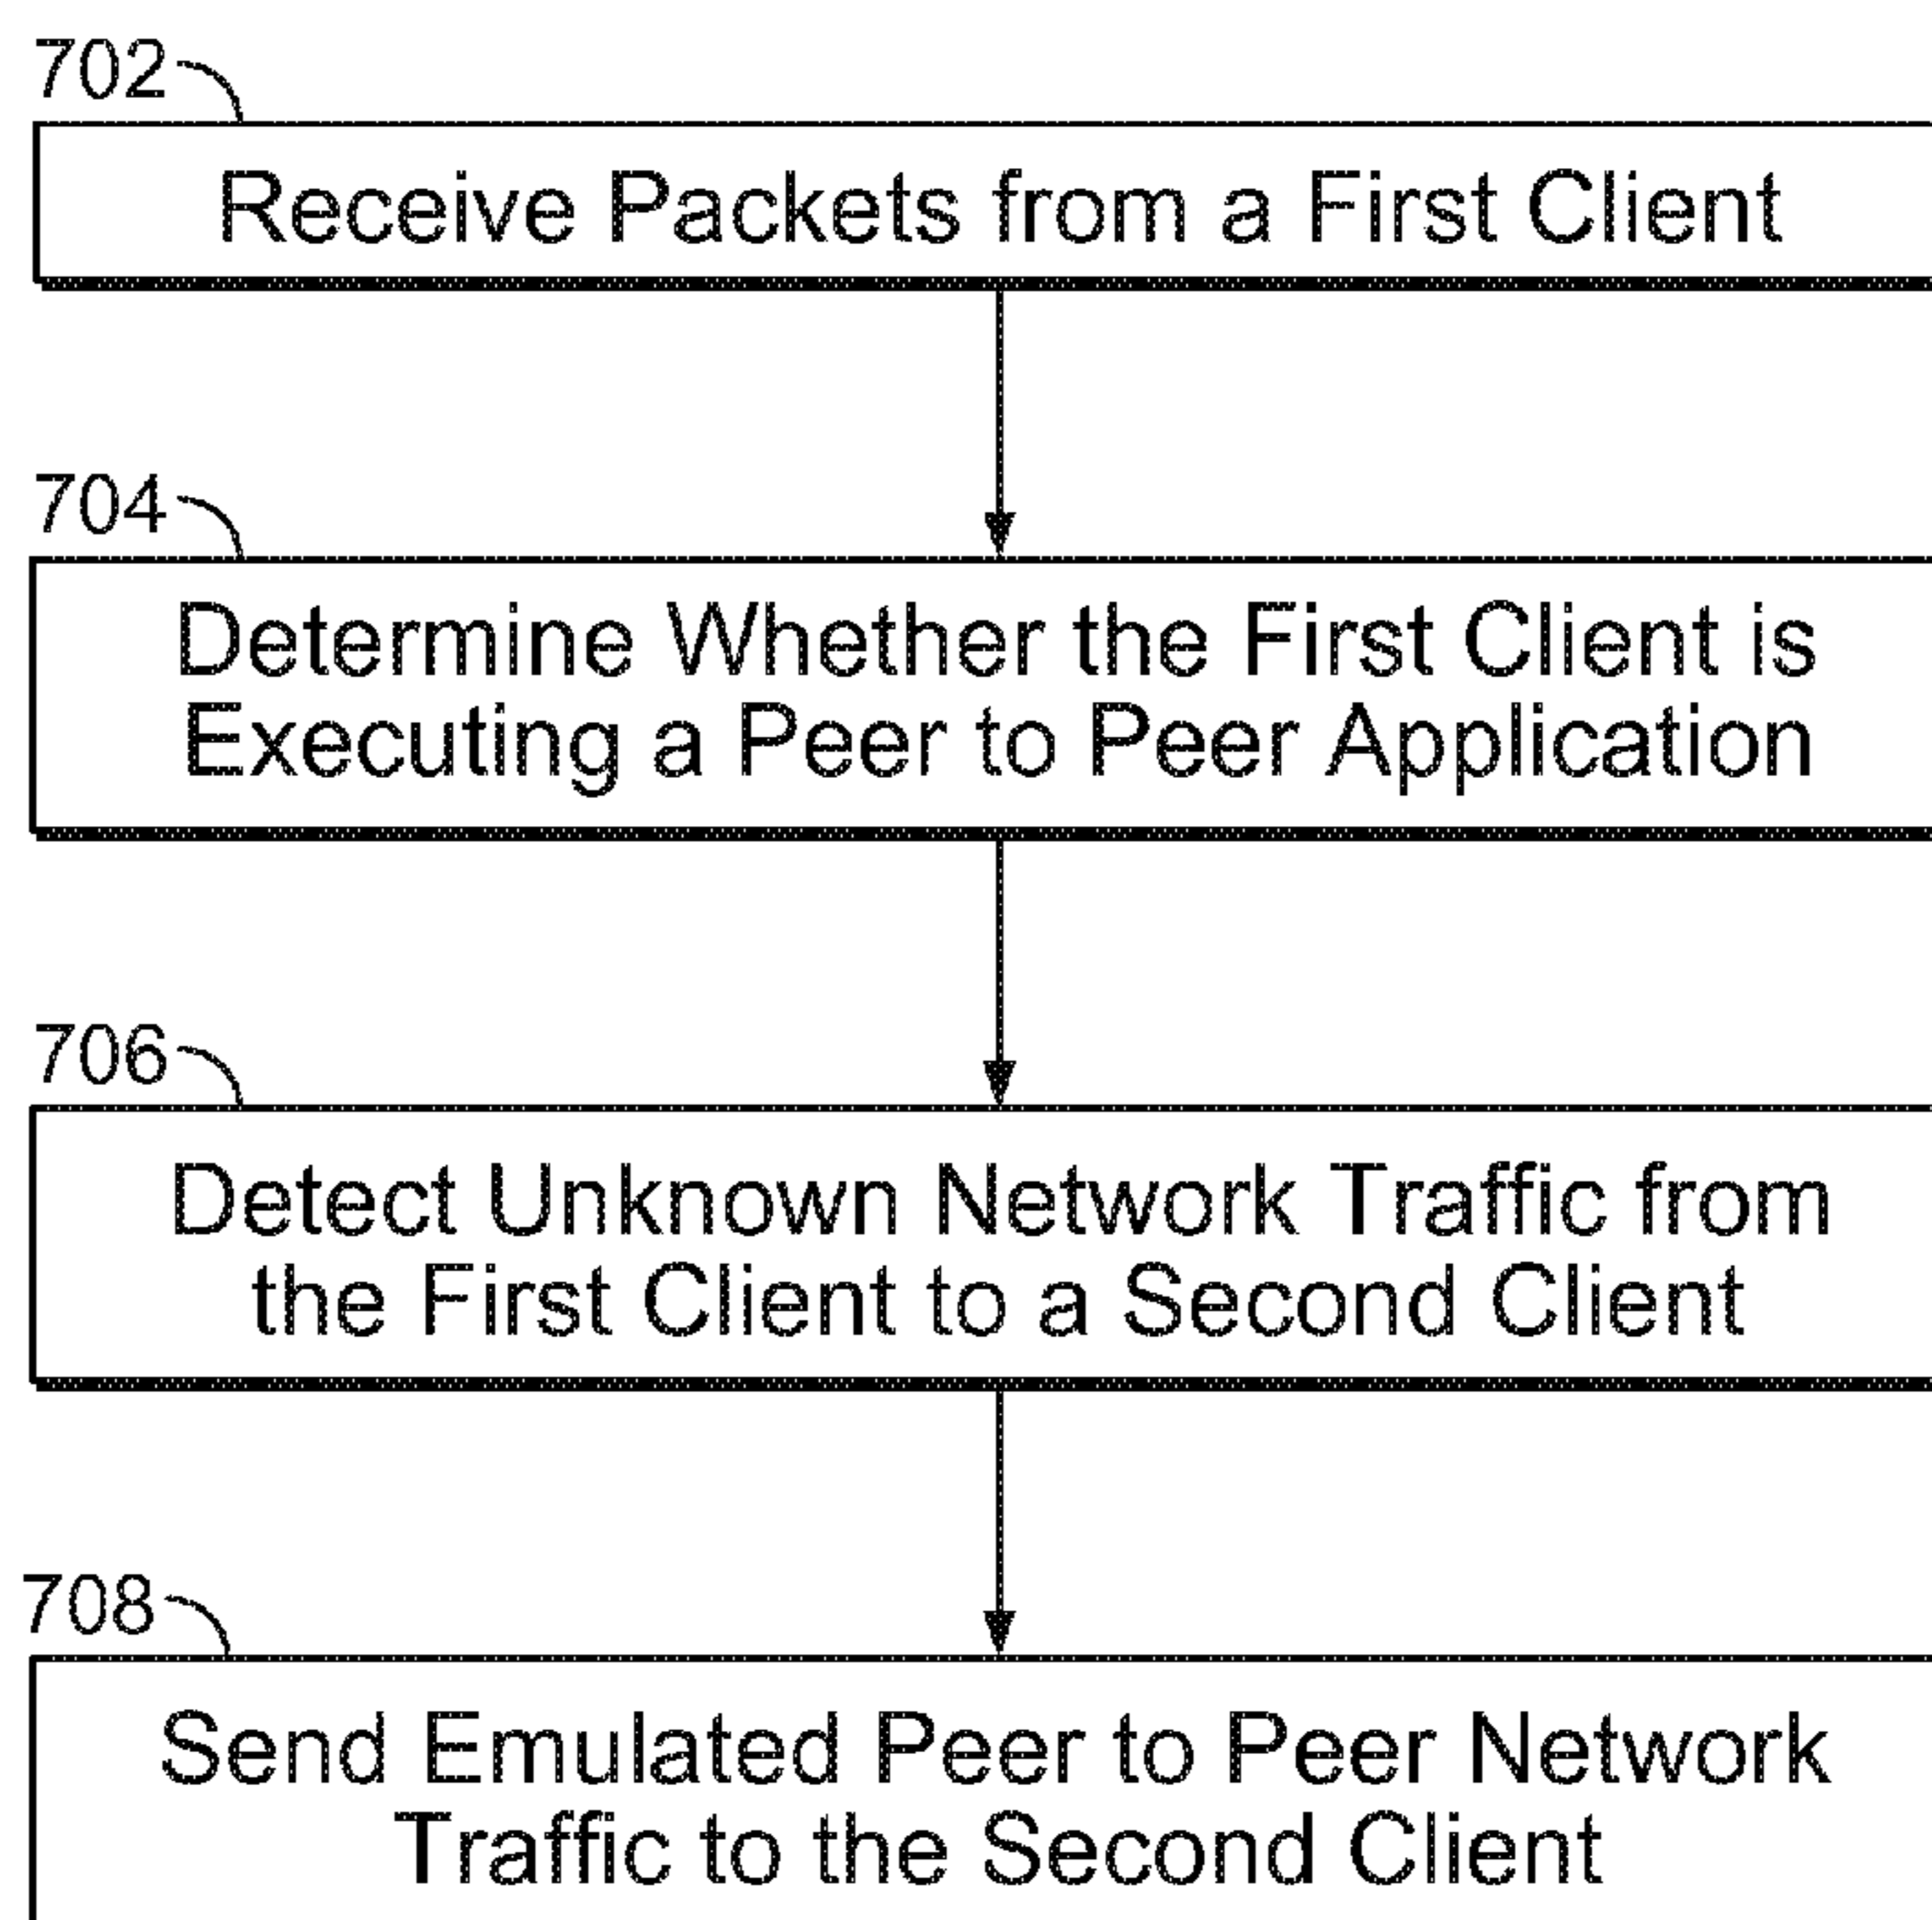 702
Receive Packets from a First Client
704
Determine Whether the First Client is
Executing a Peer to Peer Application
706
Detect Unknown Network Traffic from
the First Client to a Second Client
708
Send Emulated Peer to Peer Network
Traffic to the Second Client